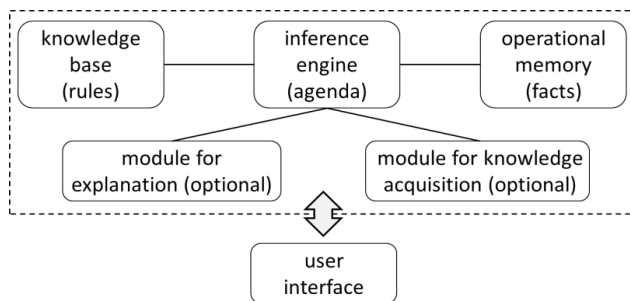 knowledge
base
(rules)
inference
engine
(agenda)
operational
memory
(facts)
module for
explanation (optional)
module for knowledge
acquisition (optional)
user
interface